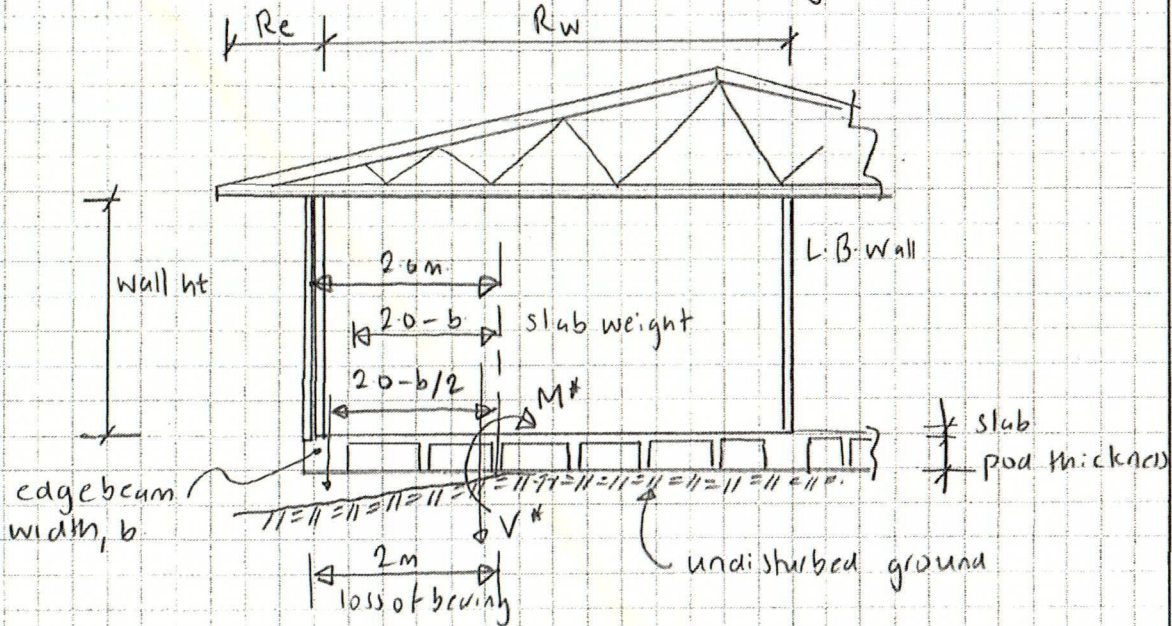 Re
Rw
Wall ht
L.B. Wall
2.0m
2.0-b
slab weight
2.0-b/2
M*
slab
pod thickness
edgebeam
width, b
V*
2m
loss of bearing
undisturbed ground